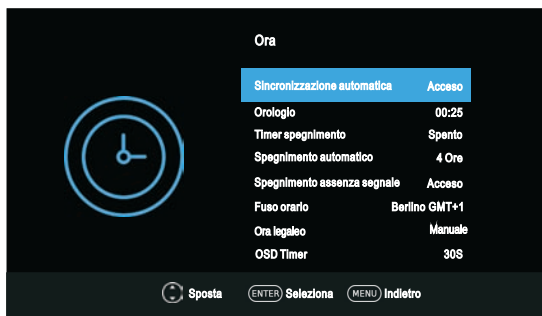 Ora
Sincronizzazione automatica Acceso
Orologio 00:25
Timer spegnimento Spento
Spegnimento automatico 4 Ore
Spegnimento assenza segnale Acceso
Fuso orario Berlino GMT+1
Ora legaleo Manuale
OSD Timer 30S
Sposta ENTER Seleziona MENU Indietro